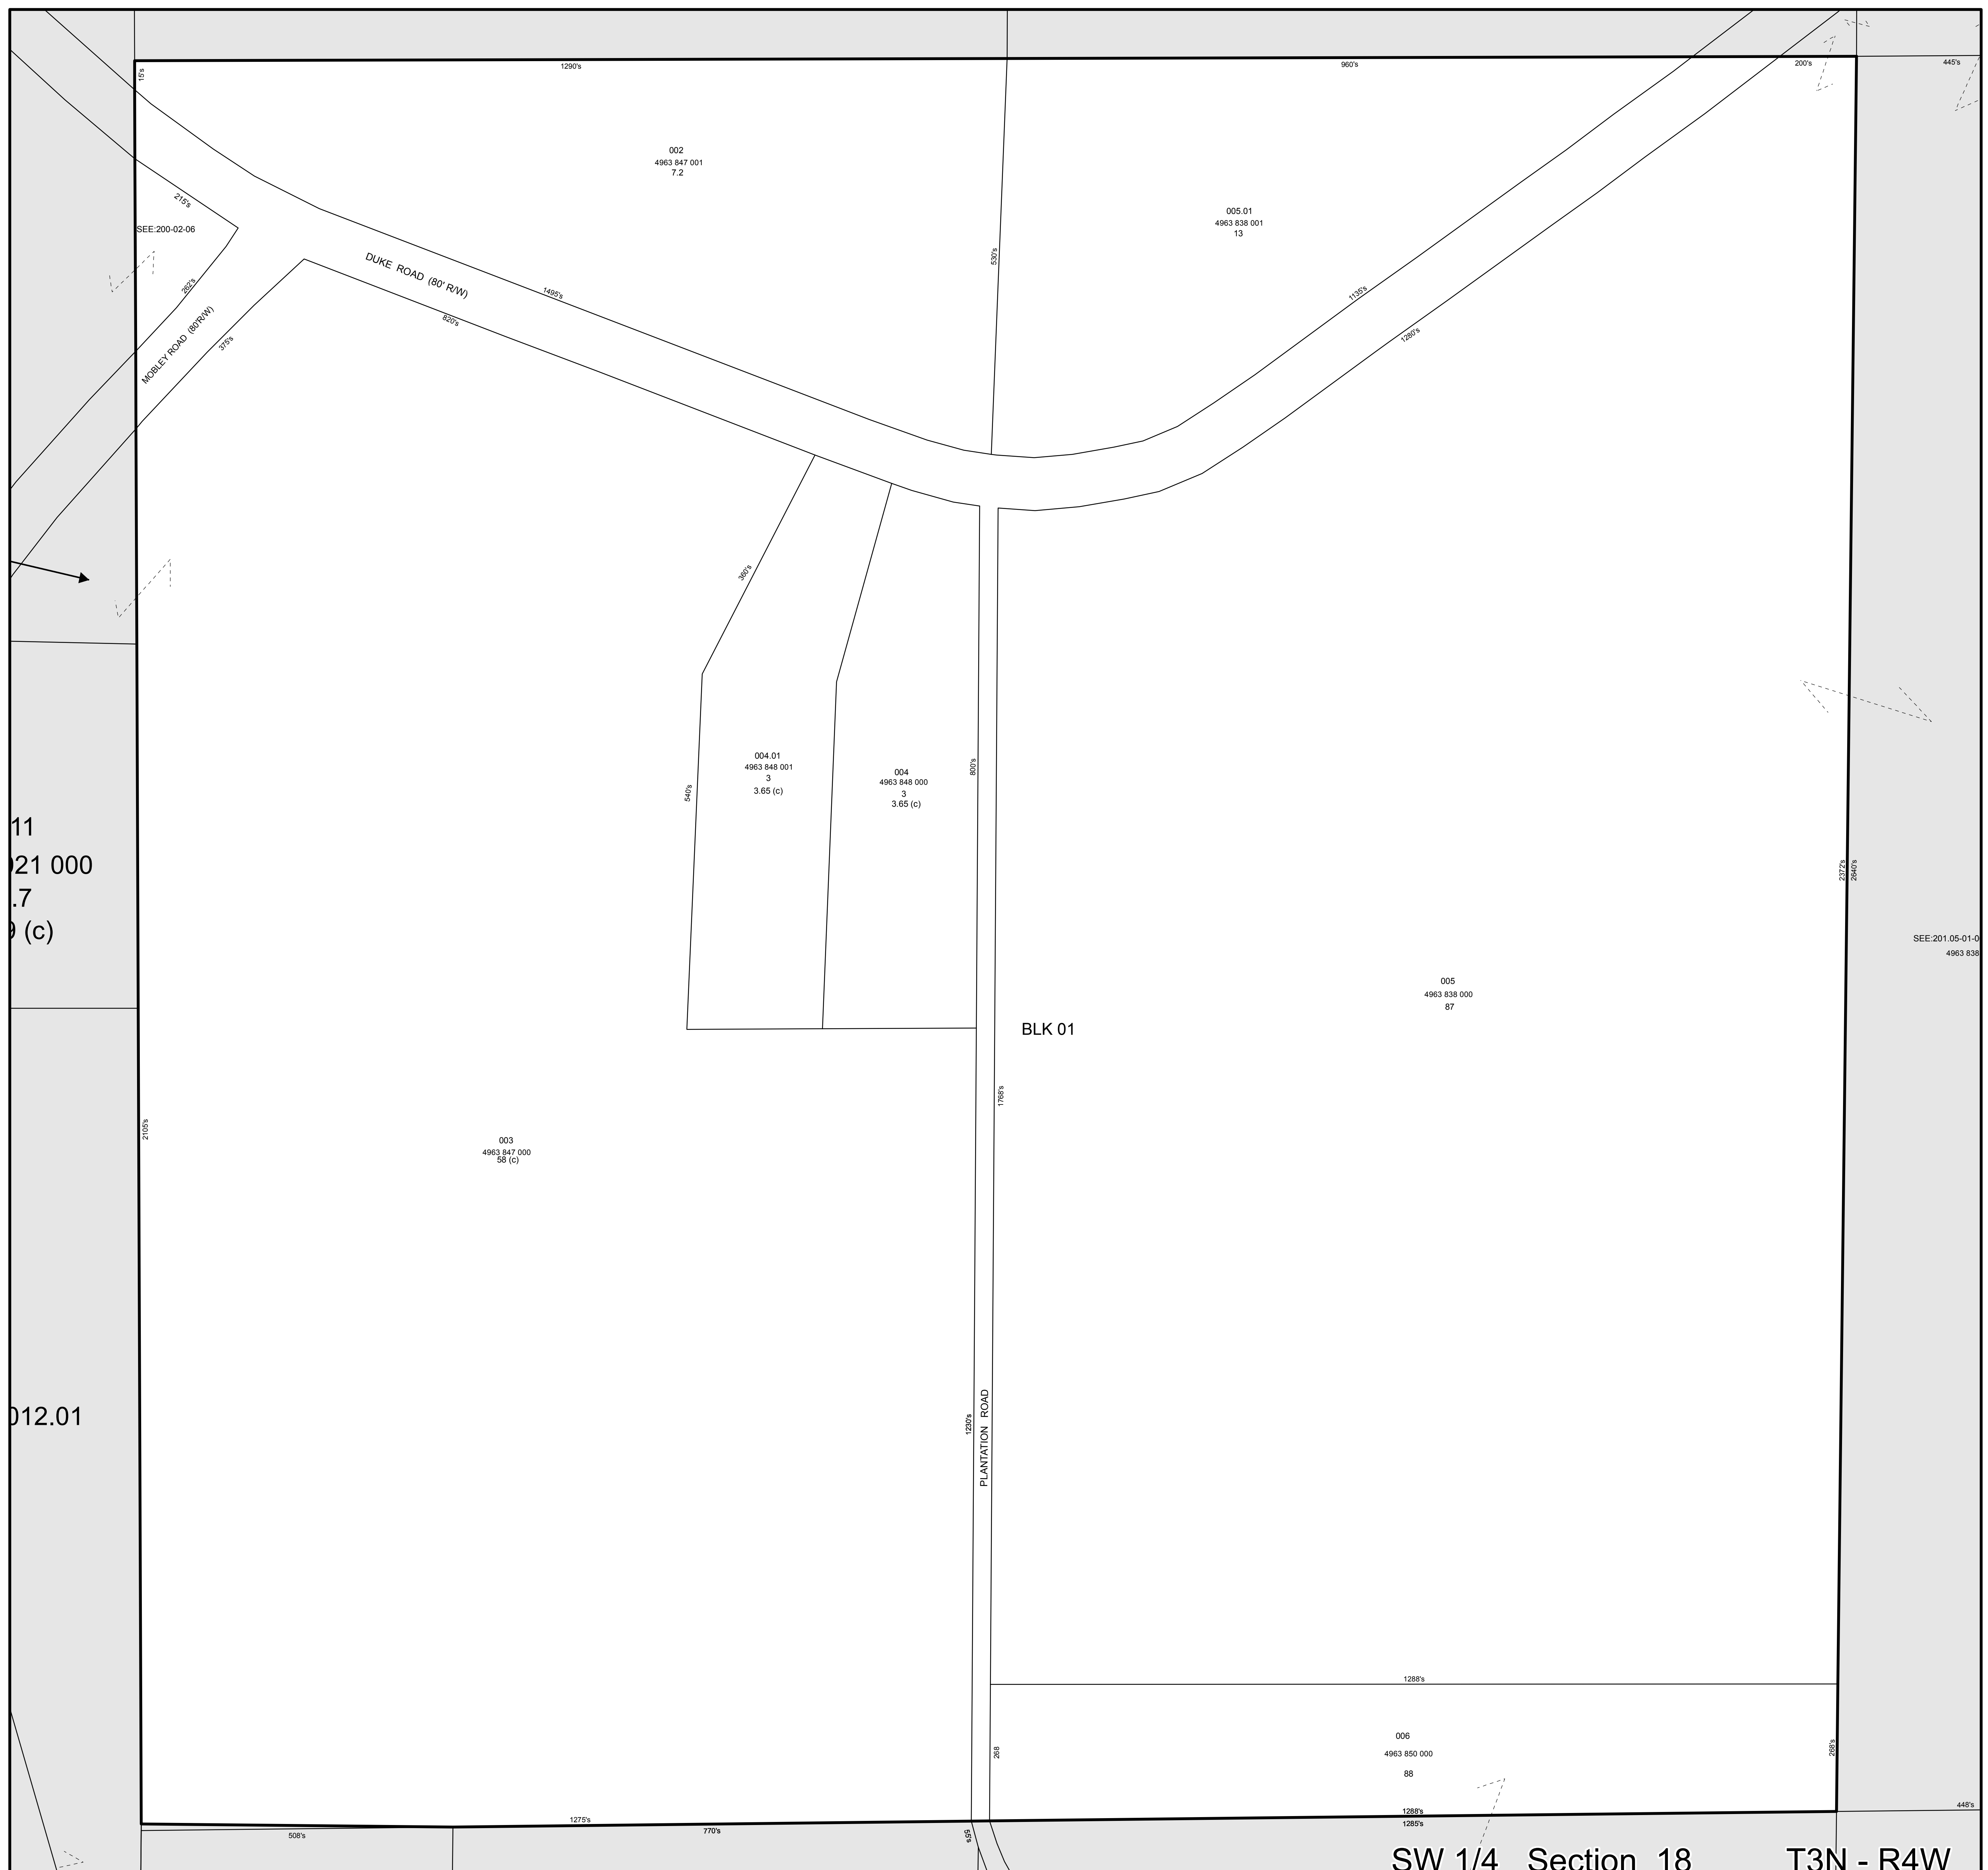 15's
1290's
960's
200's
445's
002
4963 847 001
7.2
215's
SEE:200-02-06
005.01
4963 838 001
13
530's
DUKE ROAD (80' R/W)
262's
1495's
1135's
820's
1280's
MOBLEY ROAD (80'R/W)
375's
360's
004.01
4963 848 001
3
3.65 (c)
004
4963 848 000
3
3.65 (c)
540's
800's
11
21 000
.7
(c)
2372's
2640's
SEE:201.05-01-0
4963 838
005
4963 838 000
87
BLK 01
1768's
2105's
003
4963 847 000
58 (c)
012.01
1230's
PLANTATION ROAD
1288's
006
4963 850 000
88
268
268's
1275's
1288's
448's
508's
770's
55's
1285's
SW 1/4 Section 18 T3N - R4W